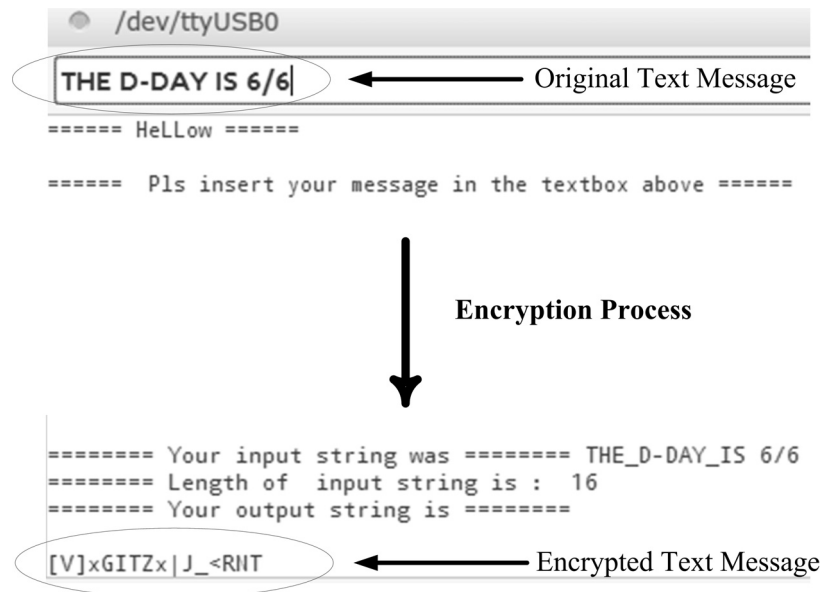 /dev/ttyUSB0
THE D-DAY IS 6/6 Original Text Message
====== HeLLow ======
====== Pls insert your message in the textbox above ======
Encryption Process
======== Your input string was ======== THE_D-DAY_IS 6/6
======== Length of input string is : 16
======== Your output string is ========
[V]xGITZx|J_<RNT Encrypted Text Message